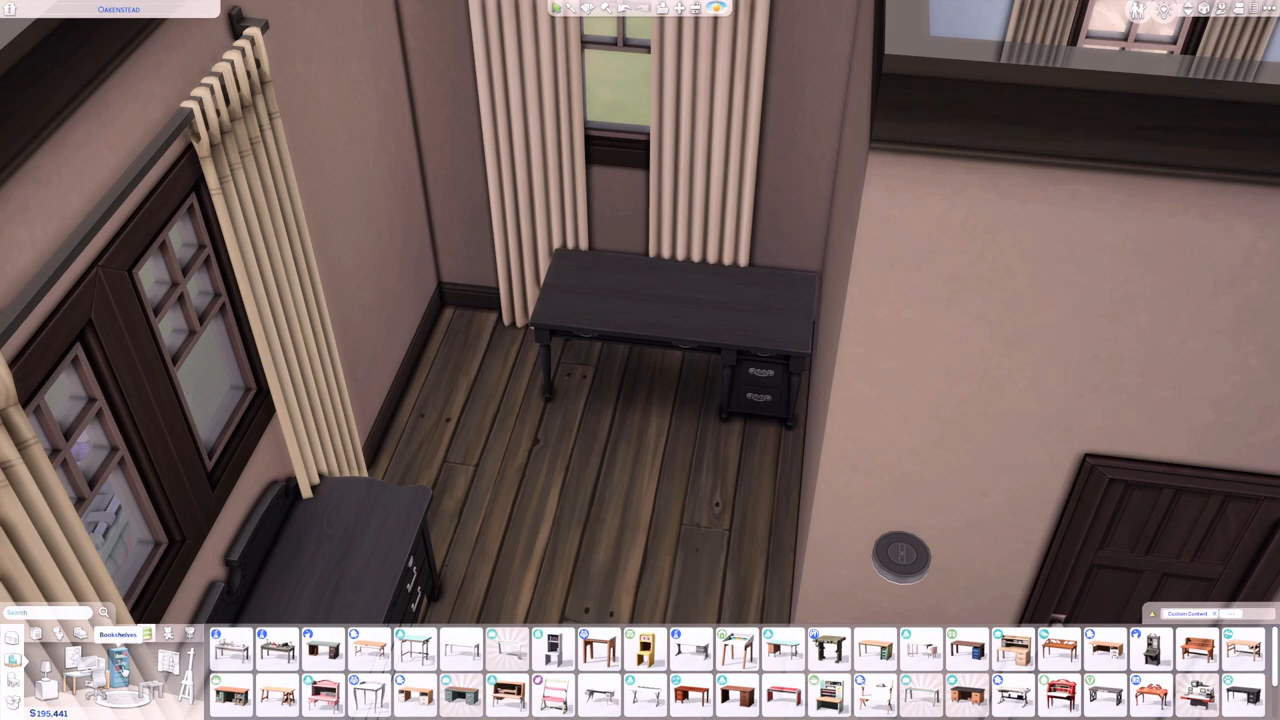 OAKENSTEAD
Search
Bookshelves
Custom Content
$195,441